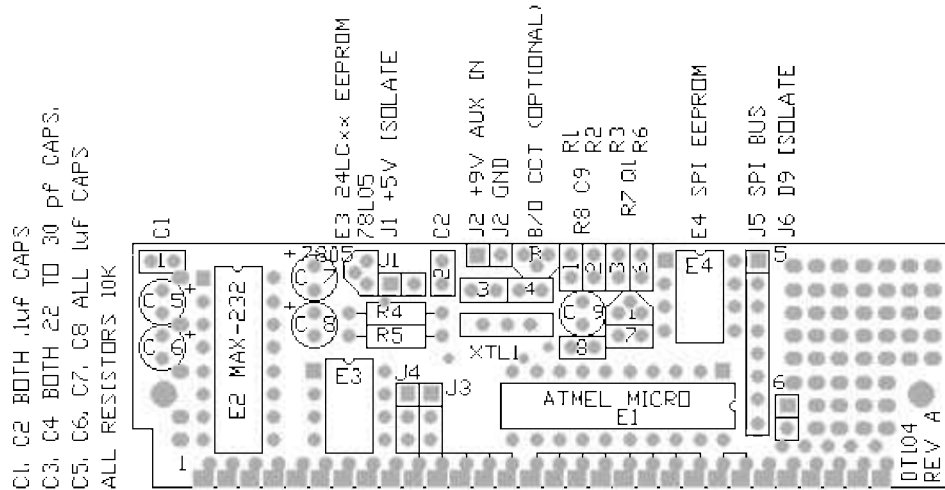 C1, C2 BOTH .1uf CAPS
C3, C4 BOTH 22 TO 30 pf CAPS.
C5, C6, C7, C8 ALL 1uf CAPS
ALL RESISTORS 10K
C1
E3 24LCxx EEPROM
78L05
J1 +5V ISOLATE
C2
J2 +9V AUX IN
J2 GND
B/O CCT (OPTIONAL)
R8 C9 R1
R2
R7 Q1 R3
R6
E4 SPI EEPROM
J5 SPI BUS
J6 D9 ISOLATE
1
C 5 +
C 6 +
E2 MAX-232
+ 7805
C 7
+
C 8
J1
R4
R5
2
3
4
R
1
2
3
6
C 9
1
8
7
E4
5
XTL1
E3
J4
J3
ATMEL MICRO
E1
6
1
DT104
REV A